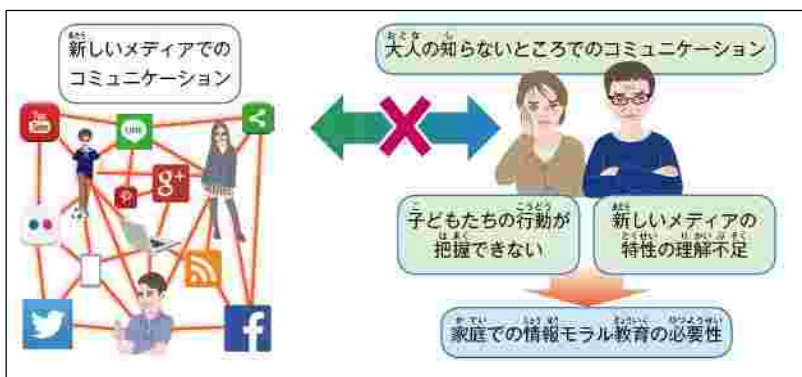 新しいメディアでの
コミュニケーション
You
Tube
LINE
g+
大人の知らないところでのコミュニケーション
子どもたちの行動が
把握できない
新しいメディアの
特性の理解不足
家庭での情報モラル教育の必要性